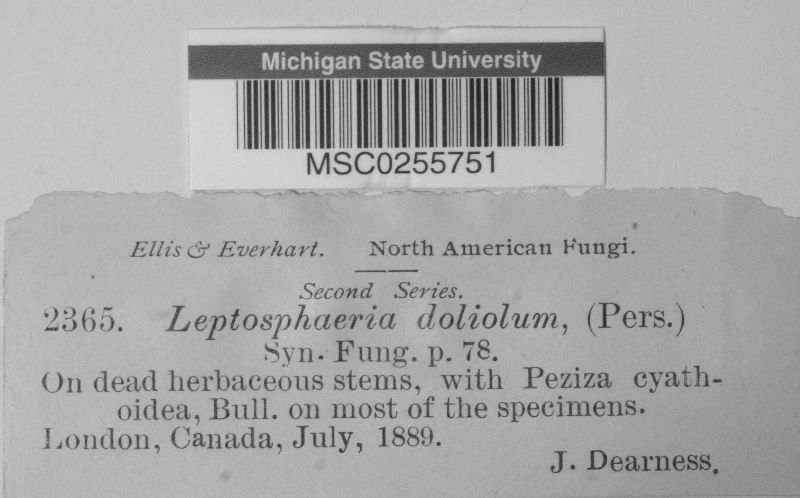 Michigan State University
MSC0255751
Ellis & Everhart. North American Fungi.
Second Series.
2365. Leptosphaeria doliolum, (Pers.)
Syn. Fung. p. 78.
On dead herbaceous stems, with Peziza cyath-
oidea, Bull. on most of the specimens.
London, Canada, July, 1889.
J. Dearness.